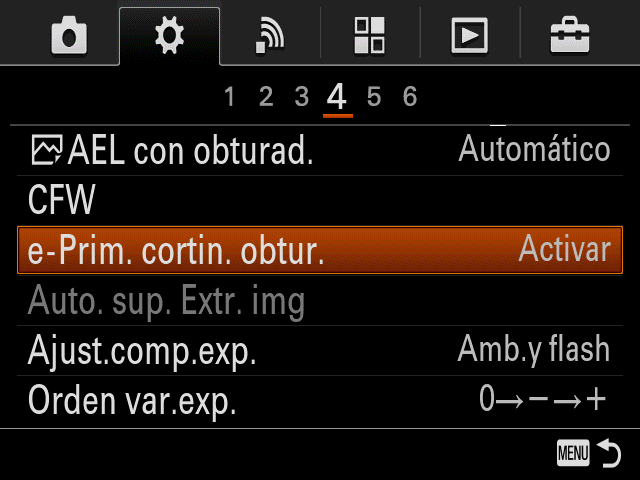 1 2 3 4 5 6
AEL con obturad. Automático
CFW
e-Prim. cortin. obtur. Activar
Auto. sup. Extr. img
Ajust.comp.exp. Amb.y flash
Orden var.exp. 0→−→+
MENU